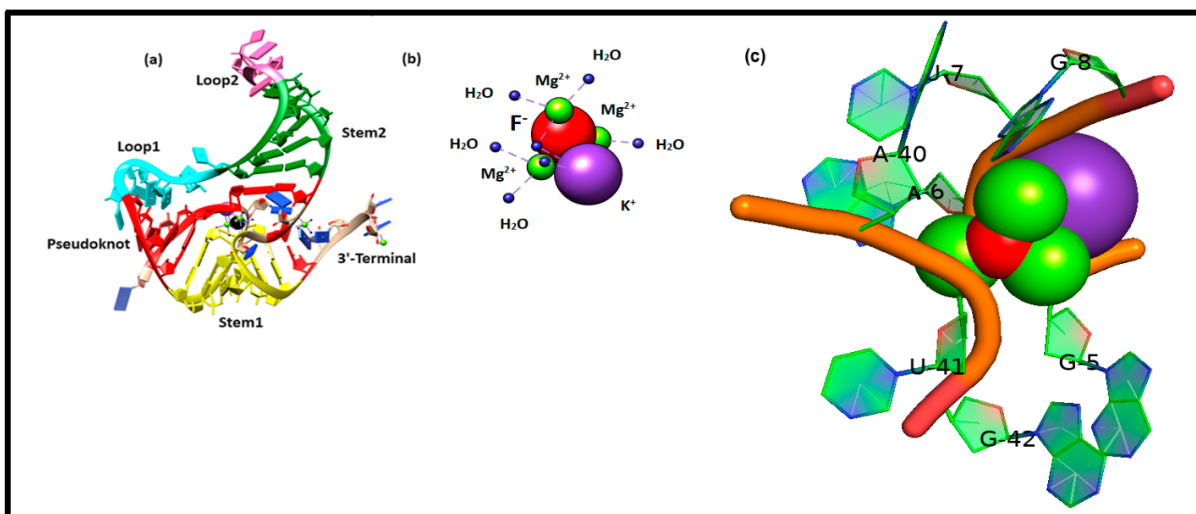 (a)
Loop2
Stem2
Loop1
Pseudoknot
3'-Terminal
Stem1
(b)
H₂O
Mg²⁺
H₂O
F⁻
Mg²⁺
H₂O
H₂O
Mg²⁺
K⁺
H₂O
(c)
U-7
G-8
A-40
A-6
U-41
G-5
G-42